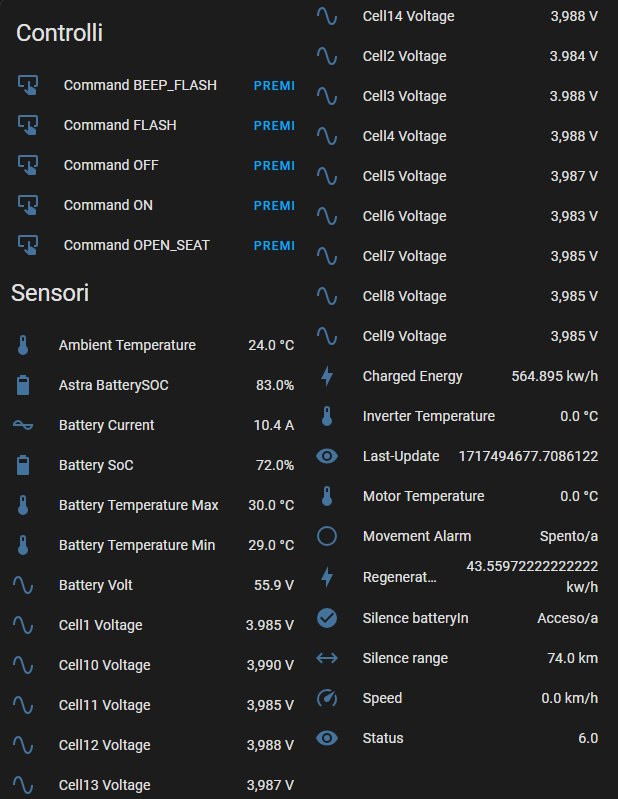 Controlli
Command BEEP_FLASH PREMI
Command FLASH PREMI
Command OFF PREMI
Command ON PREMI
Command OPEN_SEAT PREMI
Sensori
Ambient Temperature 24.0 °C
Astra BatterySOC 83.0%
Battery Current 10.4 A
Battery SoC 72.0%
Battery Temperature Max 30.0 °C
Battery Temperature Min 29.0 °C
Battery Volt 55.9 V
Cell1 Voltage 3.985 V
Cell10 Voltage 3,990 V
Cell11 Voltage 3,985 V
Cell12 Voltage 3,988 V
Cell13 Voltage 3,987 V
Cell14 Voltage 3,988 V
Cell2 Voltage 3.984 V
Cell3 Voltage 3.988 V
Cell4 Voltage 3,988 V
Cell5 Voltage 3,987 V
Cell6 Voltage 3,983 V
Cell7 Voltage 3,985 V
Cell8 Voltage 3,985 V
Cell9 Voltage 3,985 V
Charged Energy 564.895 kw/h
Inverter Temperature 0.0 °C
Last-Update 1717494677.7086122
Motor Temperature 0.0 °C
Movement Alarm Spento/a
Regenerat... 43.55972222222222
kw/h
Silence batteryIn Acceso/a
Silence range 74.0 km
Speed 0.0 km/h
Status 6.0